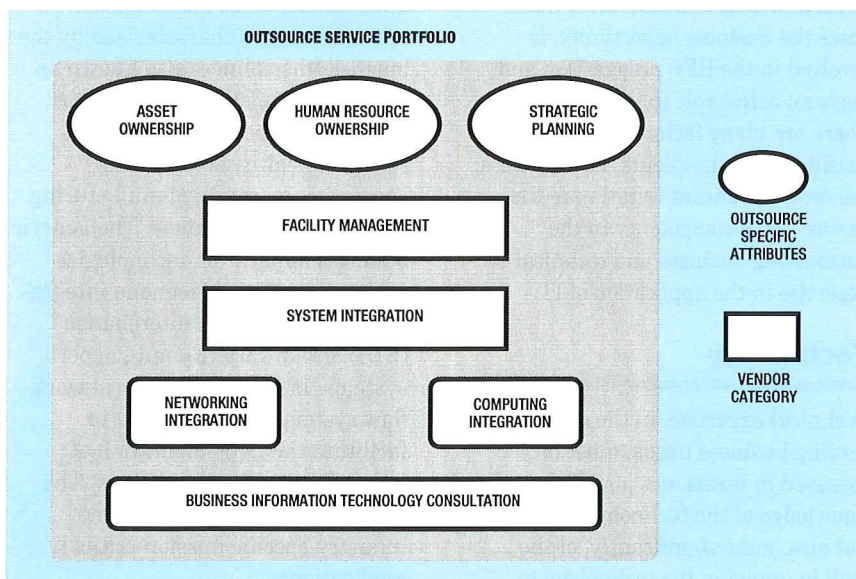 OUTSOURCE SERVICE PORTFOLIO
ASSET
OWNERSHIP
HUMAN RESOURCE
OWNERSHIP
STRATEGIC
PLANNING
FACILITY MANAGEMENT
SYSTEM INTEGRATION
NETWORKING
INTEGRATION
COMPUTING
INTEGRATION
BUSINESS INFORMATION TECHNOLOGY CONSULTATION
OUTSOURCE
SPECIFIC
ATTRIBUTES
VENDOR
CATEGORY